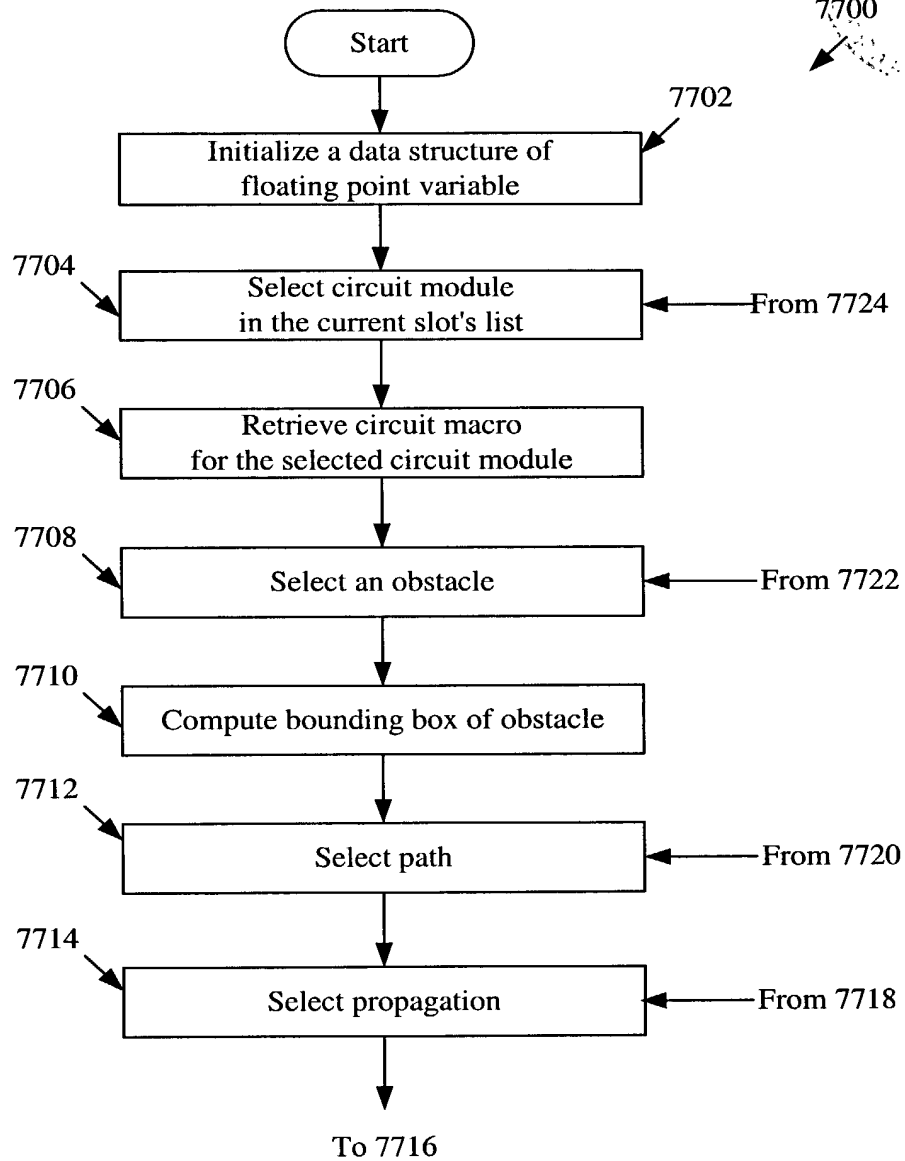 7700
Start
7702
Initialize a data structure of
floating point variable
7704
Select circuit module
in the current slot's list
From 7724
7706
Retrieve circuit macro
for the selected circuit module
7708
Select an obstacle
From 7722
7710
Compute bounding box of obstacle
7712
Select path
From 7720
7714
Select propagation
From 7718
To 7716